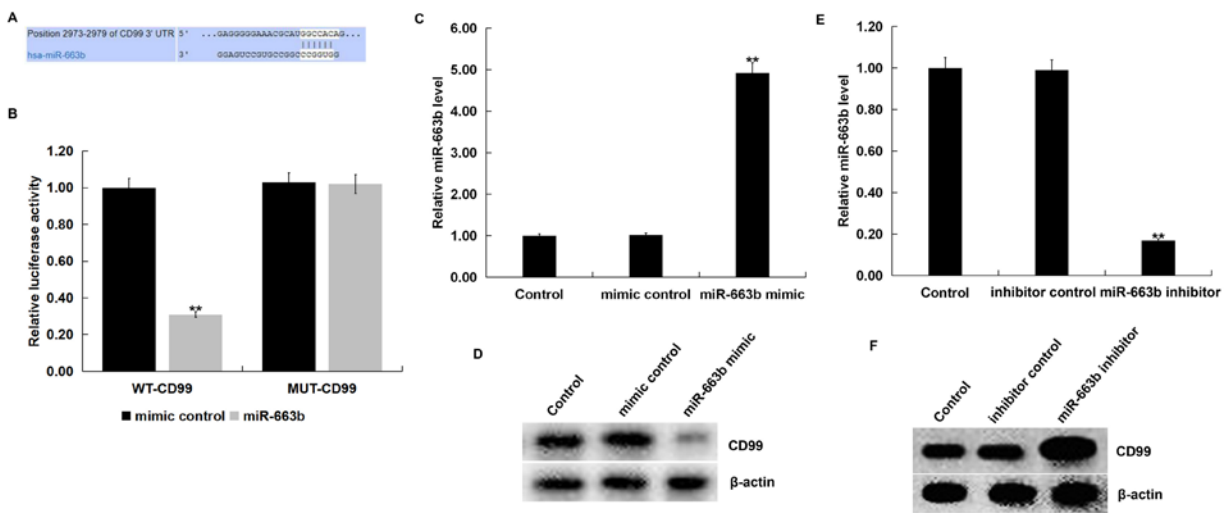 A
Position 2973-2979 of CD99 3' UTR 5' ...GAGGGGGAAACGCAUGGCCACAG...
hsa-miR-663b 3' GGAGUCCGUGCCGGCCCGGUGG
B
Relative luciferase activity
1.20
1.00
0.80
0.60
0.40
0.20
0.00
**
WT-CD99 MUT-CD99
mimic control miR-663b
C
Relative miR-663b level
6.00
5.00
4.00
3.00
2.00
1.00
0.00
**
Control mimic control miR-663b mimic
D
Control mimic control miR-663b mimic
CD99
β-actin
E
Relative miR-663b level
1.20
1.00
0.80
0.60
0.40
0.20
0.00
**
Control inhibitor control miR-663b inhibitor
F
Control inhibitor control miR-663b inhibitor
CD99
β-actin